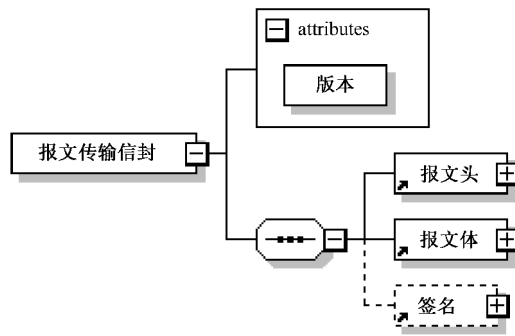 attributes
版本
报文传输信封
报文头
报文体
签名